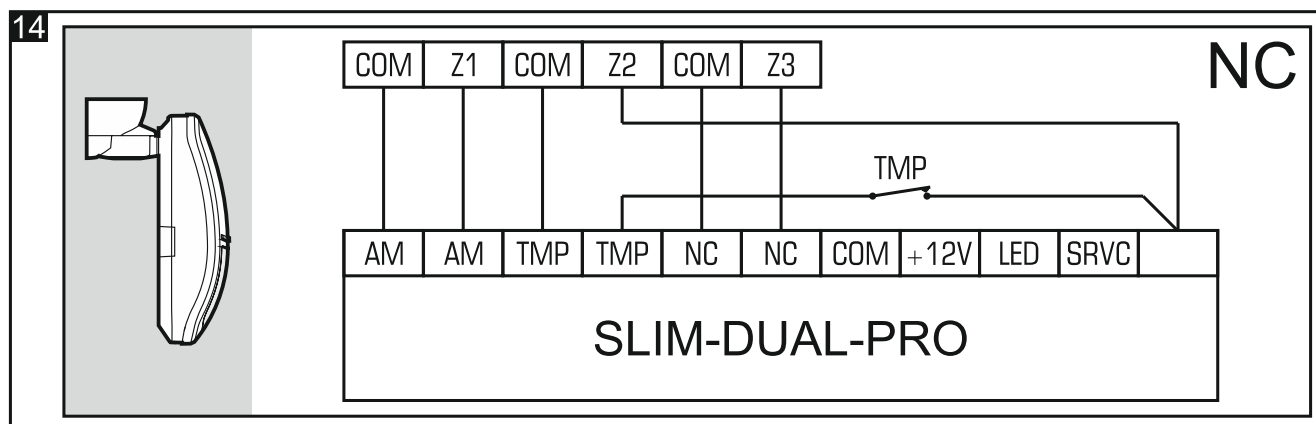 14
NC
COM Z1 COM Z2 COM Z3
TMP
AM AM TMP TMP NC NC COM +12V LED SRVC
SLIM-DUAL-PRO